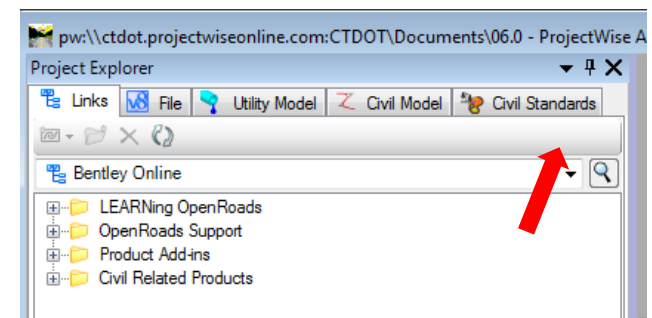 pw:\\ctdot.projectwiseonline.com:CTDOT\Documents\06.0 - ProjectWise A
Project Explorer
Links V8 File Utility Model Civil Model Civil Standards
Bentley Online
LEARNing OpenRoads
OpenRoads Support
Product Add-ins
Civil Related Products